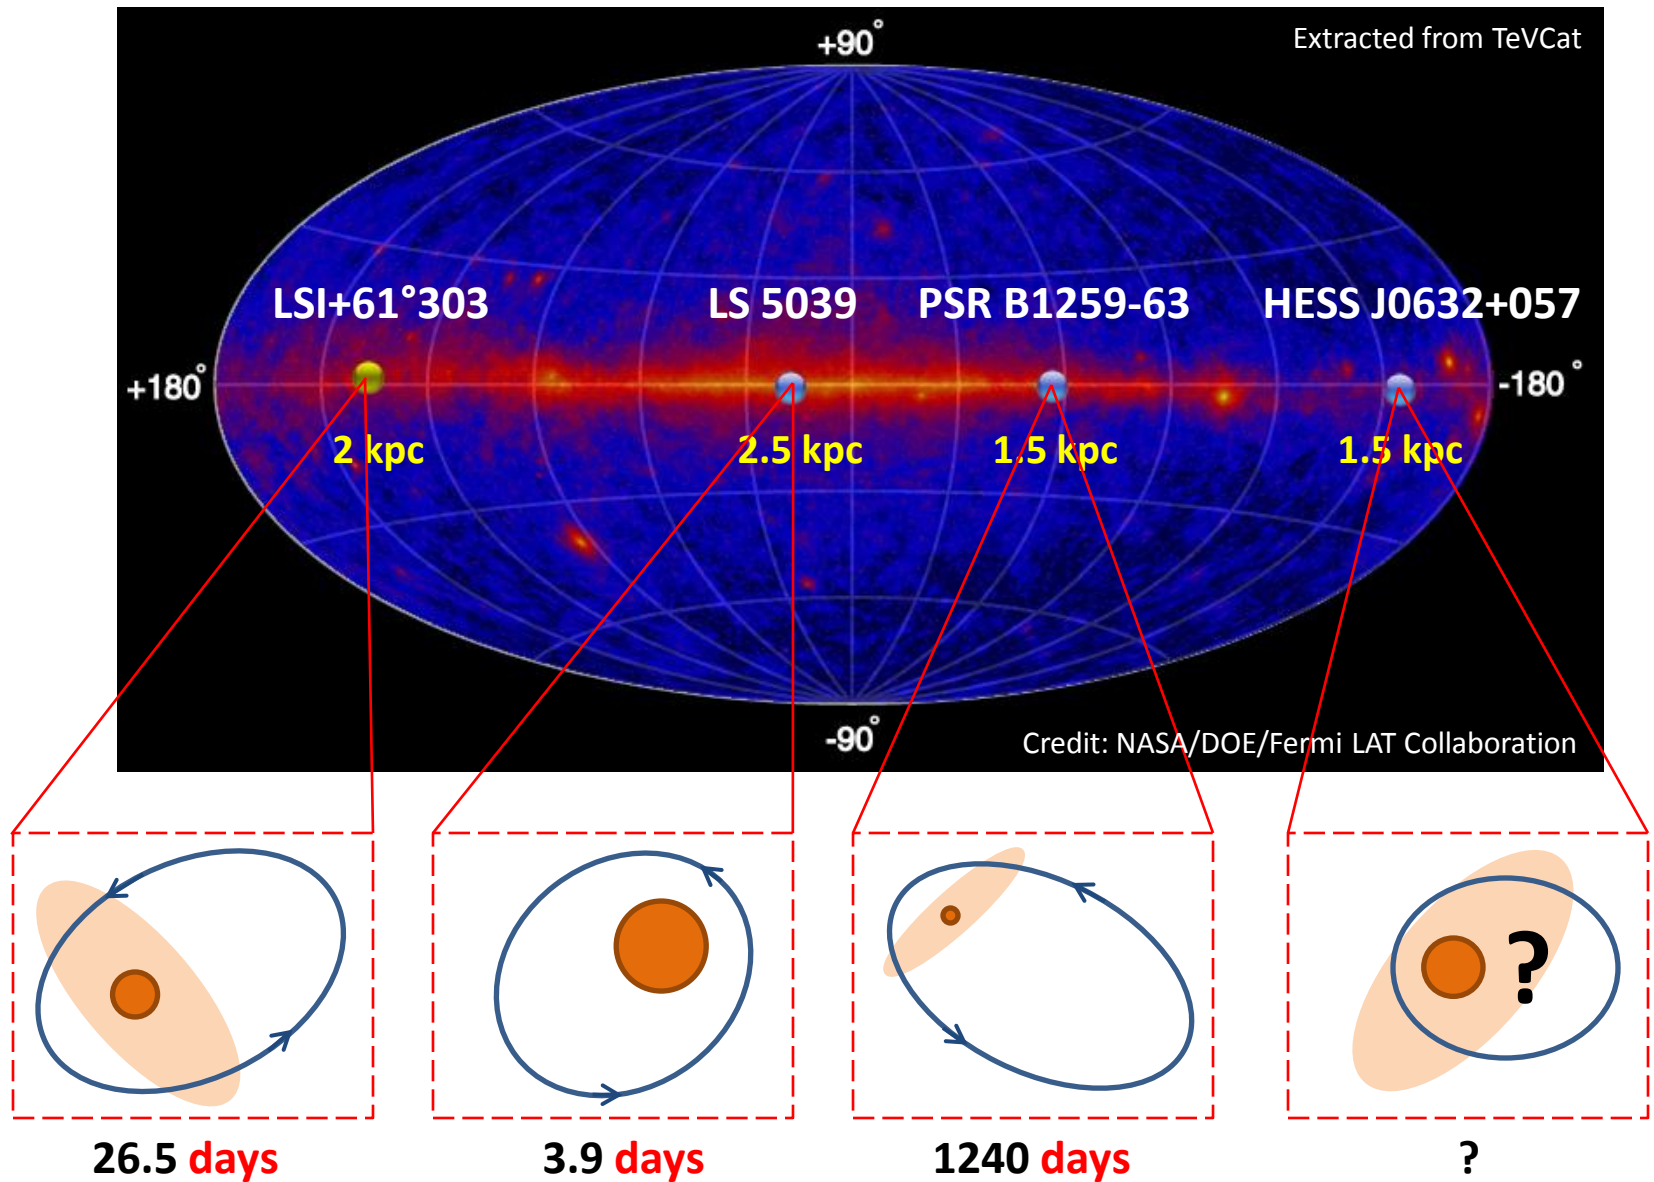 +90°
Extracted from TeVCat
LSI+61°303
LS 5039
PSR B1259-63
HESS J0632+057
+180°
-180°
2 kpc
2.5 kpc
1.5 kpc
1.5 kpc
-90°
Credit: NASA/DOE/Fermi LAT Collaboration
?
26.5 days
3.9 days
1240 days
?